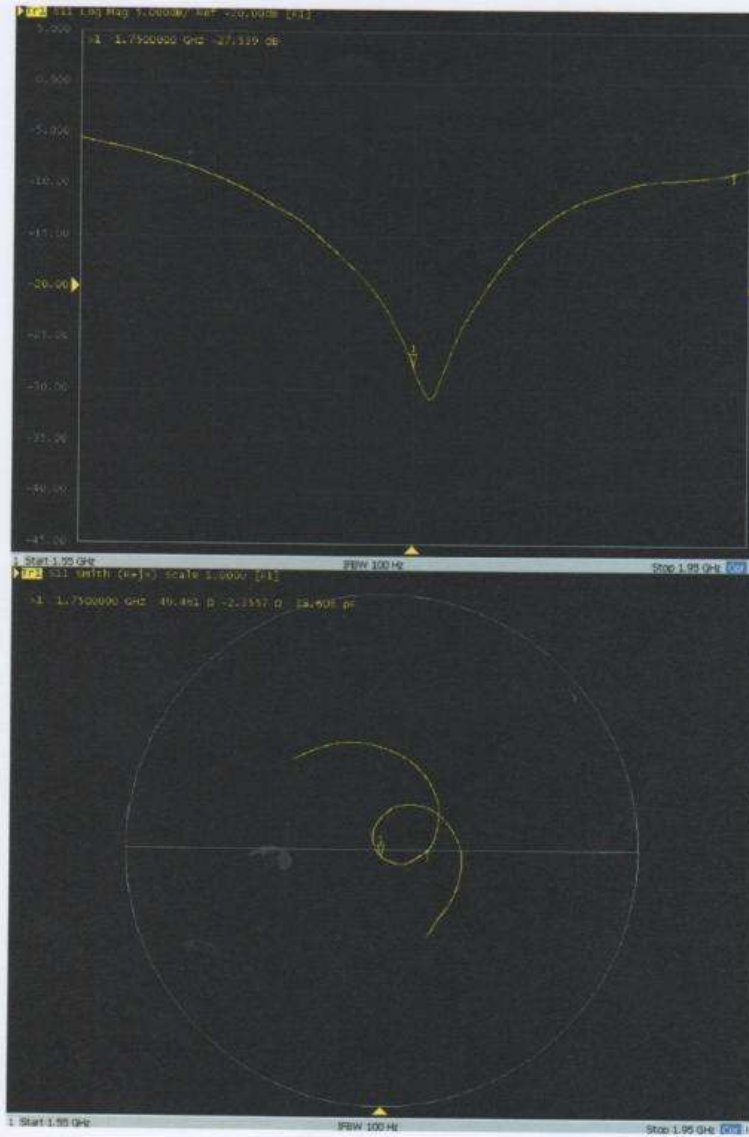 Tr1 S11 Log Mag 5.000dB/ Ref -20.00dB [F1]
>1 1.7500000 GHz -27.539 dB
5.000
0.000
-5.000
-10.00
-15.00
-20.00
-25.00
-30.00
-35.00
-40.00
-45.00
1
1 Start 1.55 GHz IFBW 100 Hz Stop 1.95 GHz Cor
Tr1 S11 Smith (R+jX) Scale 1.000U [F1]
>1 1.7500000 GHz 49.461 Ω Ω
1 Start 1.55 GHz IFBW 100 Hz Stop 1.95 GHz Cor